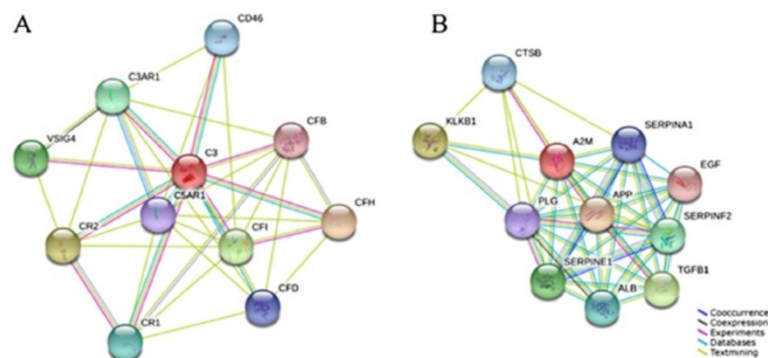 A
CD46
C3AR1
VSIG4
CFB
C3
C5AR1
CFH
CR2
CFI
CFD
CR1
B
CTSB
KLKB1
SERPINA1
A2M
EGF
PLG
APP
SERPINF2
SERPINE1
TGFB1
ALB
Cooccurrence
Coexpression
Experiments
Databases
Textmining